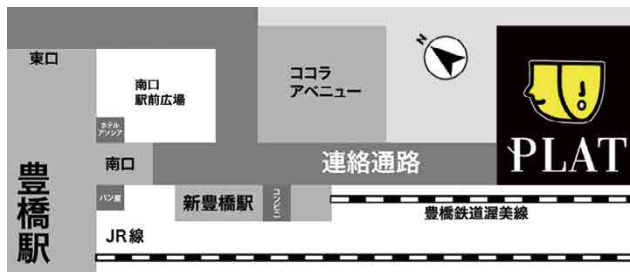 東口
南口
駅前広場
ココラ
アベニュー
N
ホテル
アソシア
南口
連絡通路
PLAT
豊橋駅
パン屋
新豊橋駅
コンビニ
豊橋鉄道渥美線
JR線